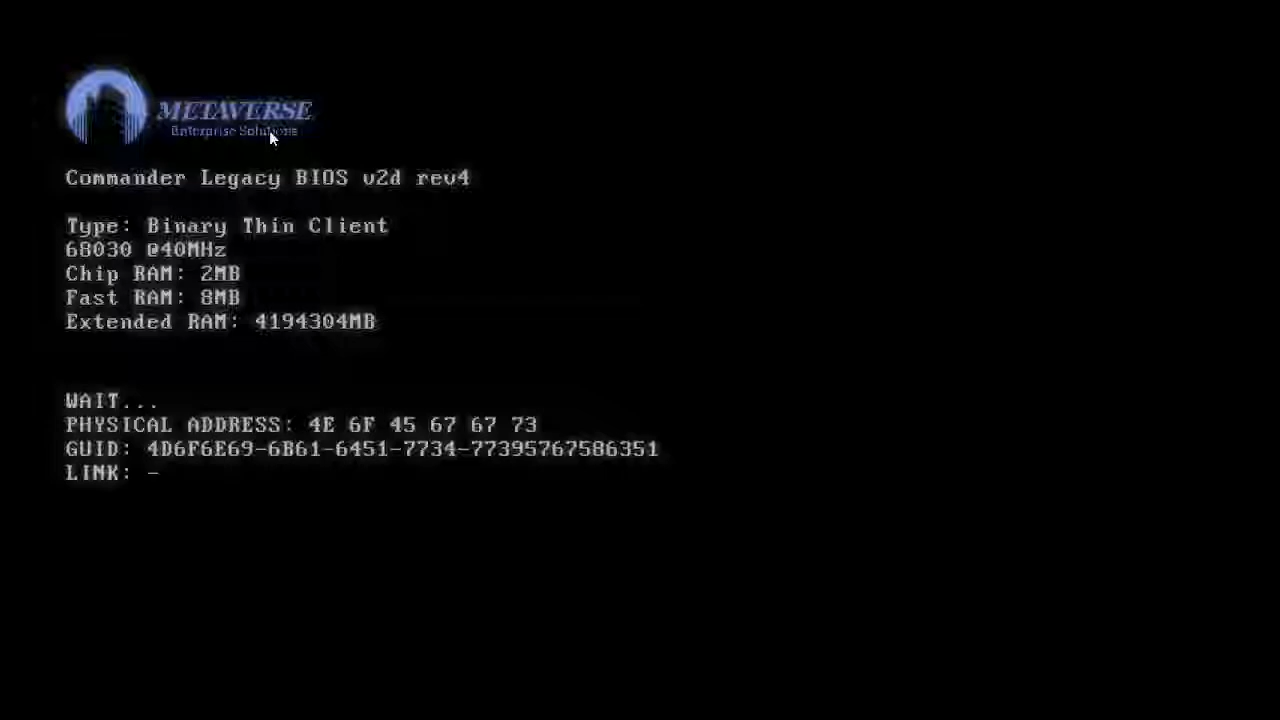 METAVERSE
Enterprise Solutions
Commander Legacy BIOS v2d rev4
Type: Binary Thin Client
68030 @40MHz
Chip RAM: 2MB
Fast RAM: 8MB
Extended RAM: 4194304MB
WAIT...
PHYSICAL ADDRESS: 4E 6F 45 67 67 73
GUID: 4D6F6E69-6B61-6451-7734-77395767586351
LINK: -